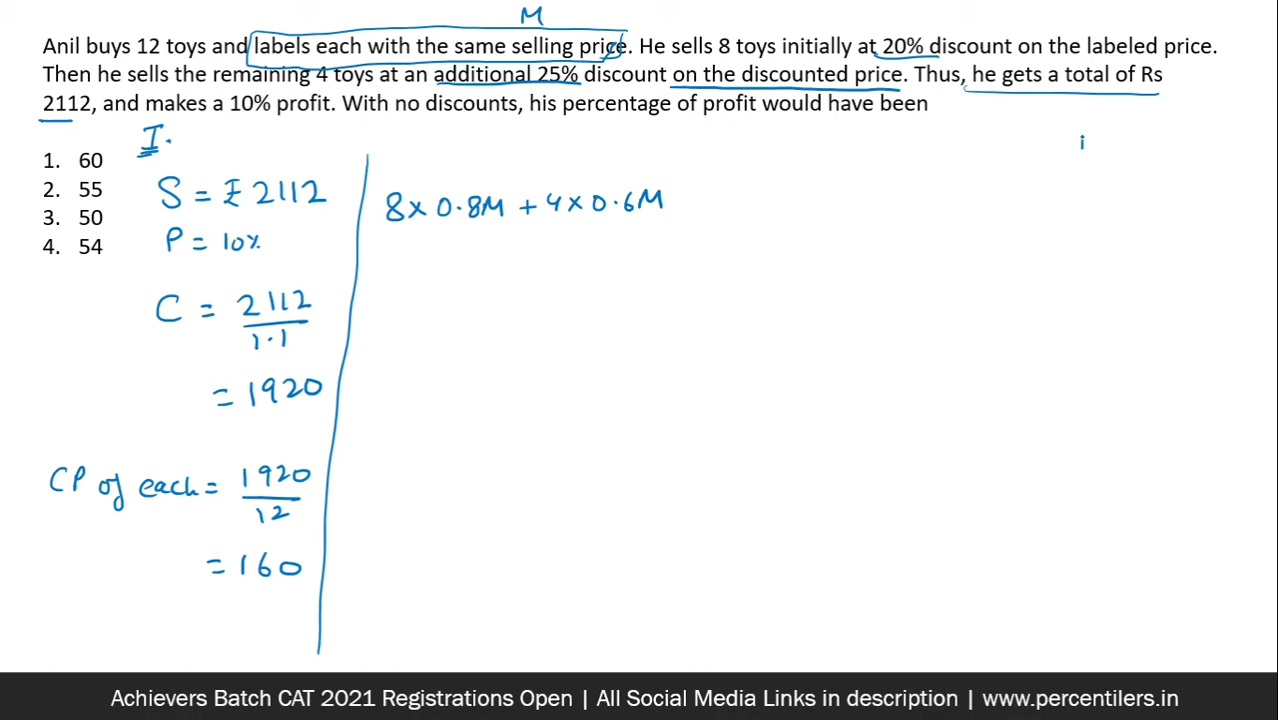 M
Anil buys 12 toys and labels each with the same selling price. He sells 8 toys initially at 20% discount on the labeled price.
Then he sells the remaining 4 toys at an additional 25% discount on the discounted price. Thus, he gets a total of Rs
2112, and makes a 10% profit. With no discounts, his percentage of profit would have been
I.
1. 60
2. 55
3. 50
4. 54
S = ₹ 2112
P = 10%
C = 2112
1.1
= 1920
CP of each = 1920
12
= 160
8 × 0.8M + 4 × 0.6M
Achievers Batch CAT 2021 Registrations Open | All Social Media Links in description | www.percentilers.in